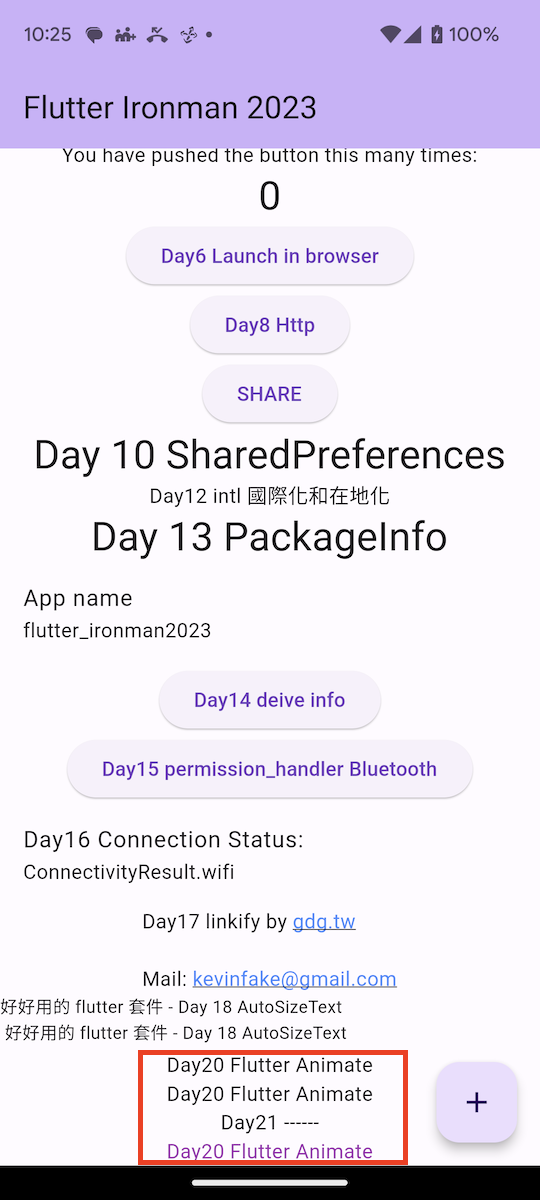 10:25
100%
Flutter Ironman 2023
You have pushed the button this many times:
0
Day6 Launch in browser
Day8 Http
SHARE
Day 10 SharedPreferences
Day12 intl 國際化和在地化
Day 13 PackageInfo
App name
flutter_ironman2023
Day14 deive info
Day15 permission_handler Bluetooth
Day16 Connection Status:
ConnectivityResult.wifi
Day17 linkify by gdg.tw
Mail: kevinfake@gmail.com
好好用的 flutter 套件 - Day 18 AutoSizeText
好好用的 flutter 套件 - Day 18 AutoSizeText
Day20 Flutter Animate
Day20 Flutter Animate
Day21 ------
Day20 Flutter Animate
+